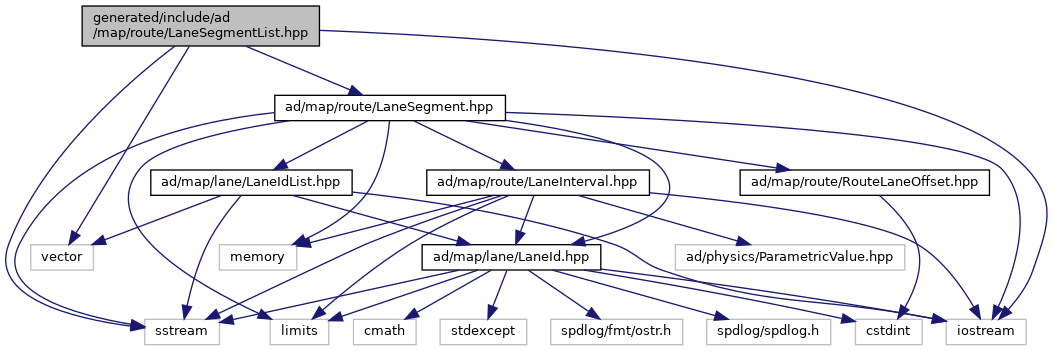 generated/include/ad
/map/route/LaneSegmentList.hpp
ad/map/route/LaneSegment.hpp
ad/map/lane/LaneIdList.hpp
ad/map/route/LaneInterval.hpp
ad/map/route/RouteLaneOffset.hpp
vector
memory
ad/map/lane/LaneId.hpp
ad/physics/ParametricValue.hpp
sstream
limits
cmath
stdexcept
spdlog/fmt/ostr.h
spdlog/spdlog.h
cstdint
iostream